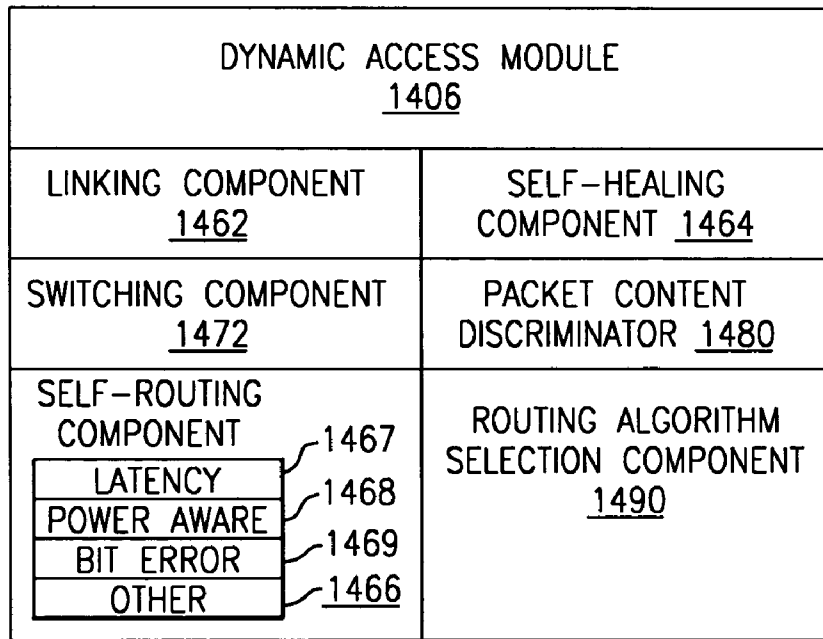 DYNAMIC ACCESS MODULE
1406
LINKING COMPONENT
1462
SELF-HEALING
COMPONENT 1464
SWITCHING COMPONENT
1472
PACKET CONTENT
DISCRIMINATOR 1480
SELF-ROUTING
COMPONENT
1467
LATENCY
1468
POWER AWARE
1469
BIT ERROR
1466
OTHER
ROUTING ALGORITHM
SELECTION COMPONENT
1490